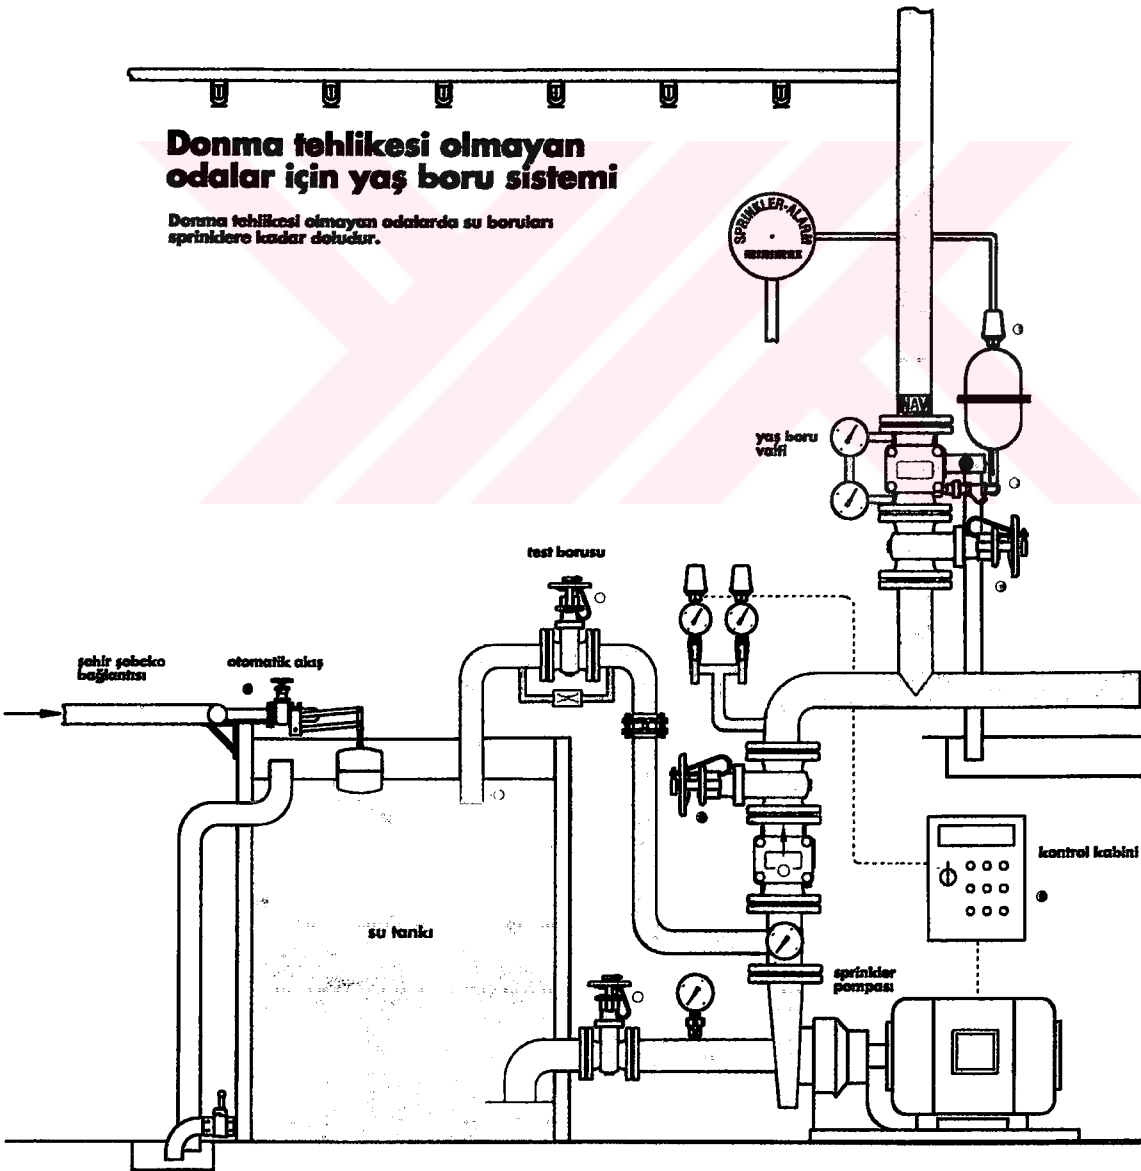 Donma tehlikesi olmayan
odalar için yaş boru sistemi
Donma tehlikesi olmayan odalarda su boruları
sprinklere kadar doludur.
SPRINKLER-ALARM
MINIMAX
yaş boru
valfi
test borusu
şehir şebeke
bağlantısı
otomatik akış
kontrol kabini
su tankı
sprinkler
pompası